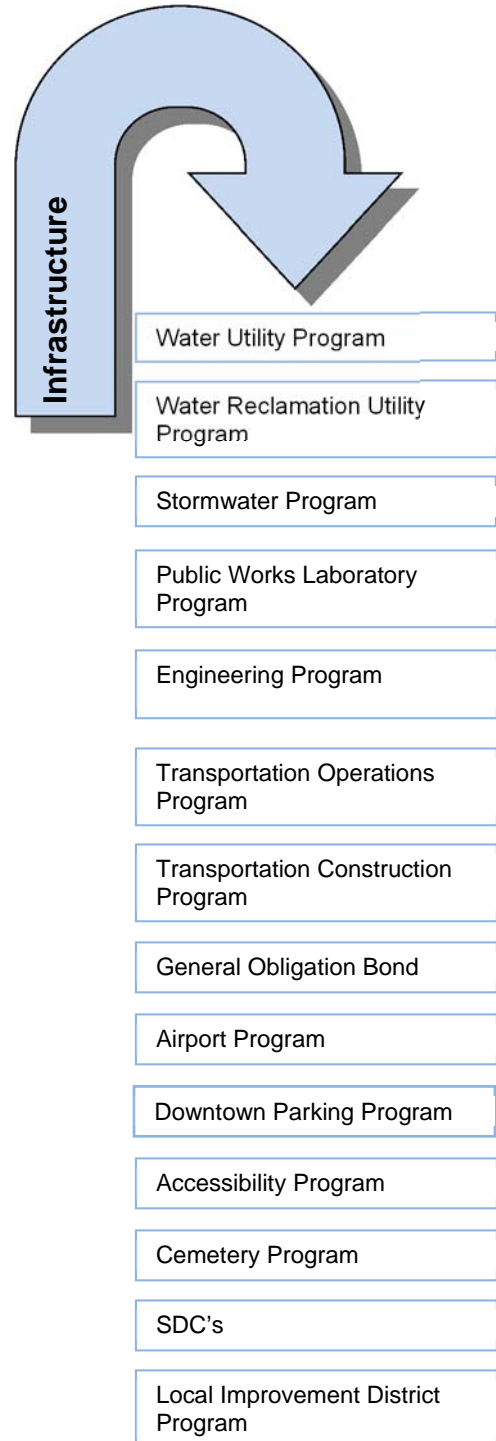 Infrastructure
Water Utility Program
Water Reclamation Utility
Program
Stormwater Program
Public Works Laboratory
Program
Engineering Program
Transportation Operations
Program
Transportation Construction
Program
General Obligation Bond
Airport Program
Downtown Parking Program
Accessibility Program
Cemetery Program
SDC's
Local Improvement District
Program